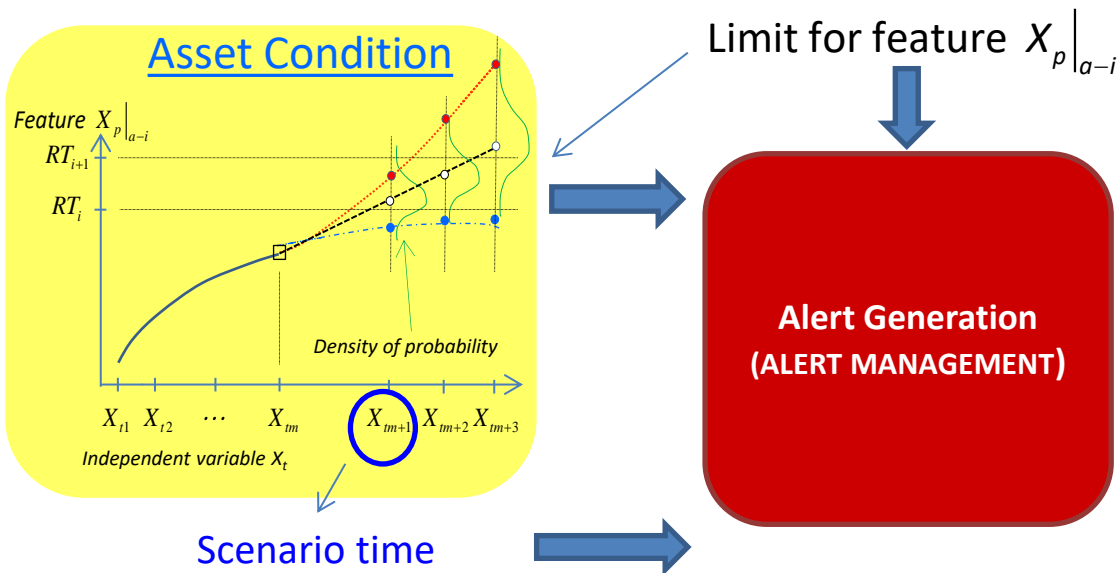 Asset Condition
Limit for feature X_p|_{a-i}
Feature X_p|_{a-i}
RT_{i+1}
RT_i
Density of probability
X_{t1} X_{t2} ... X_{tm} X_{tm+1} X_{tm+2} X_{tm+3}
Independent variable X_t
Scenario time
Alert Generation
(ALERT MANAGEMENT)